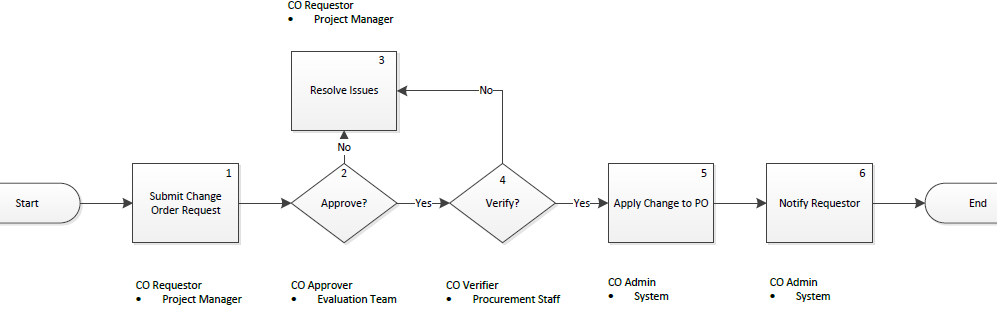 CO Requestor
• Project Manager
3
Resolve Issues
No
No
1
Submit Change
Order Request
2
Approve?
Yes
4
Verify?
Yes
5
Apply Change to PO
6
Notify Requestor
Start
End
CO Requestor
• Project Manager
CO Approver
• Evaluation Team
CO Verifier
• Procurement Staff
CO Admin
• System
CO Admin
• System